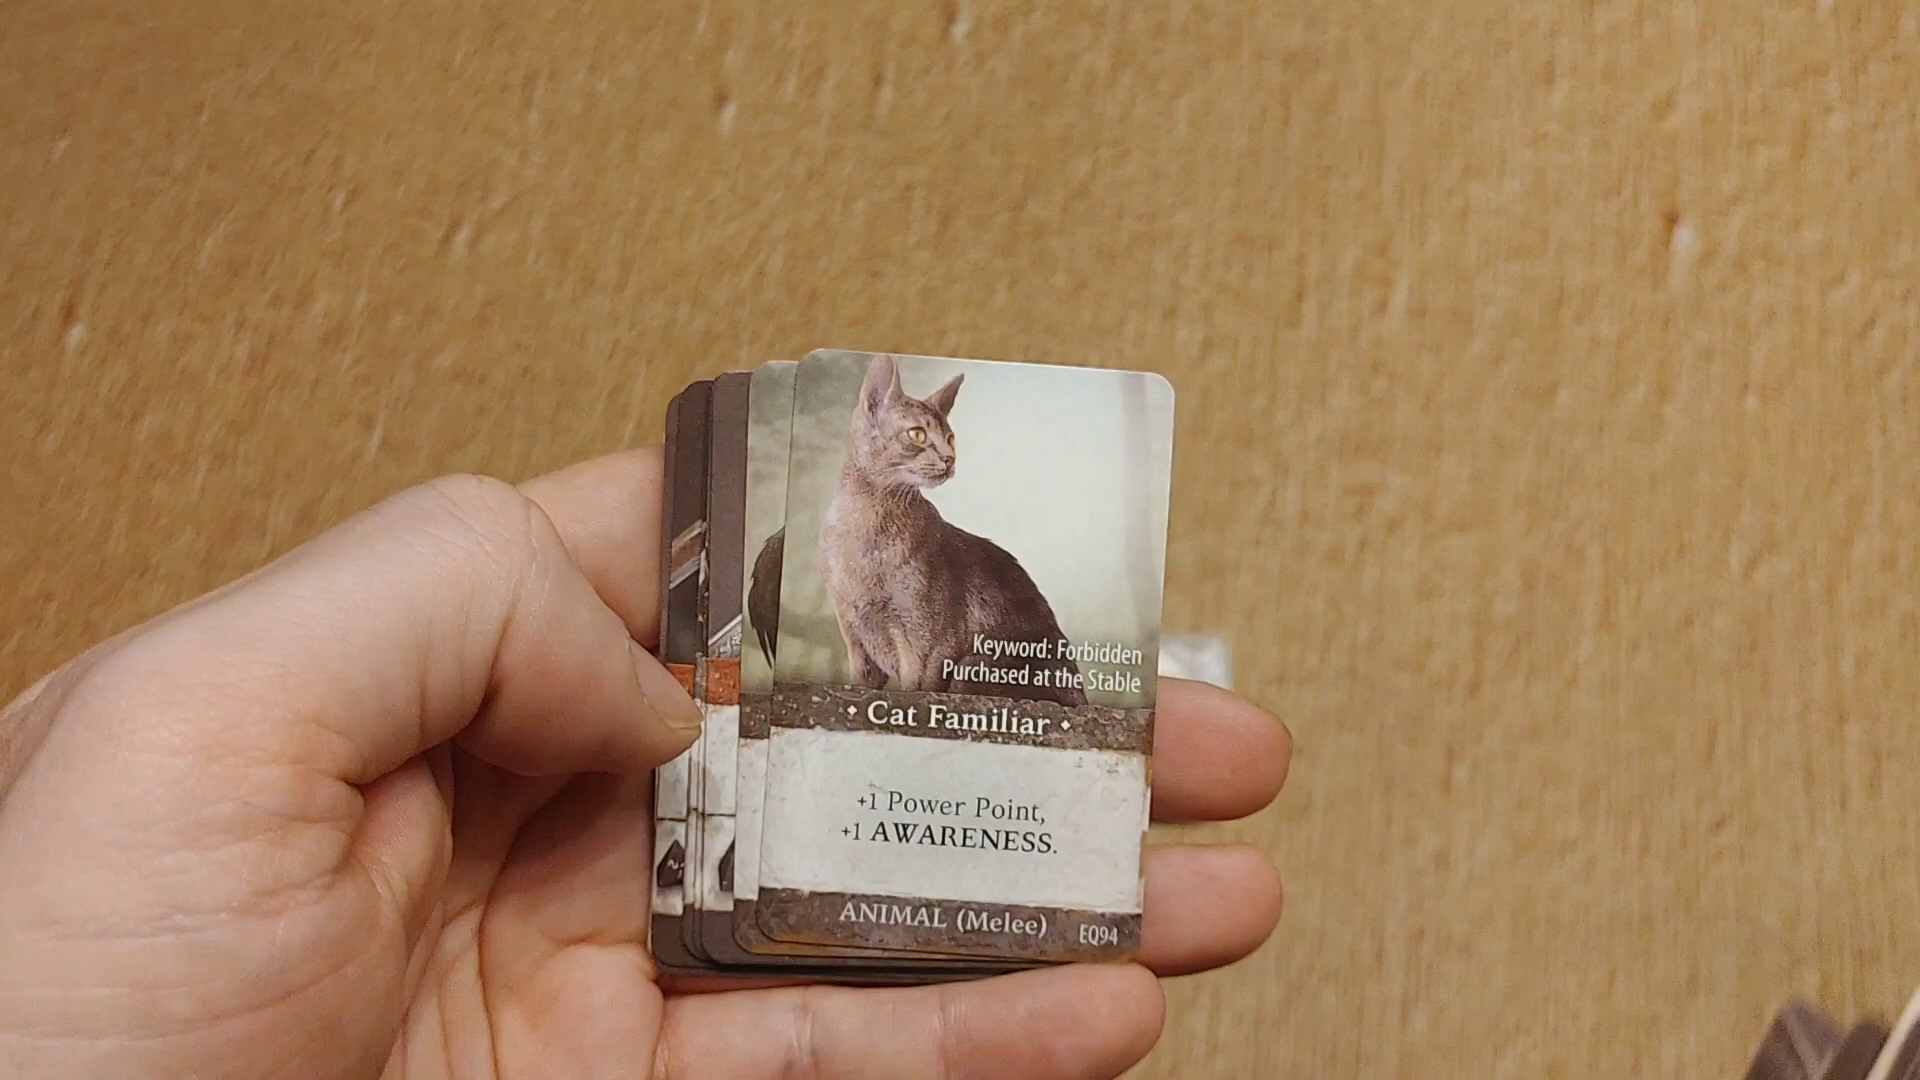 Keyword: Forbidden
Purchased at the Stable
Cat Familiar
+1 Power Point,
+1 AWARENESS.
ANIMAL (Melee)
EQ94